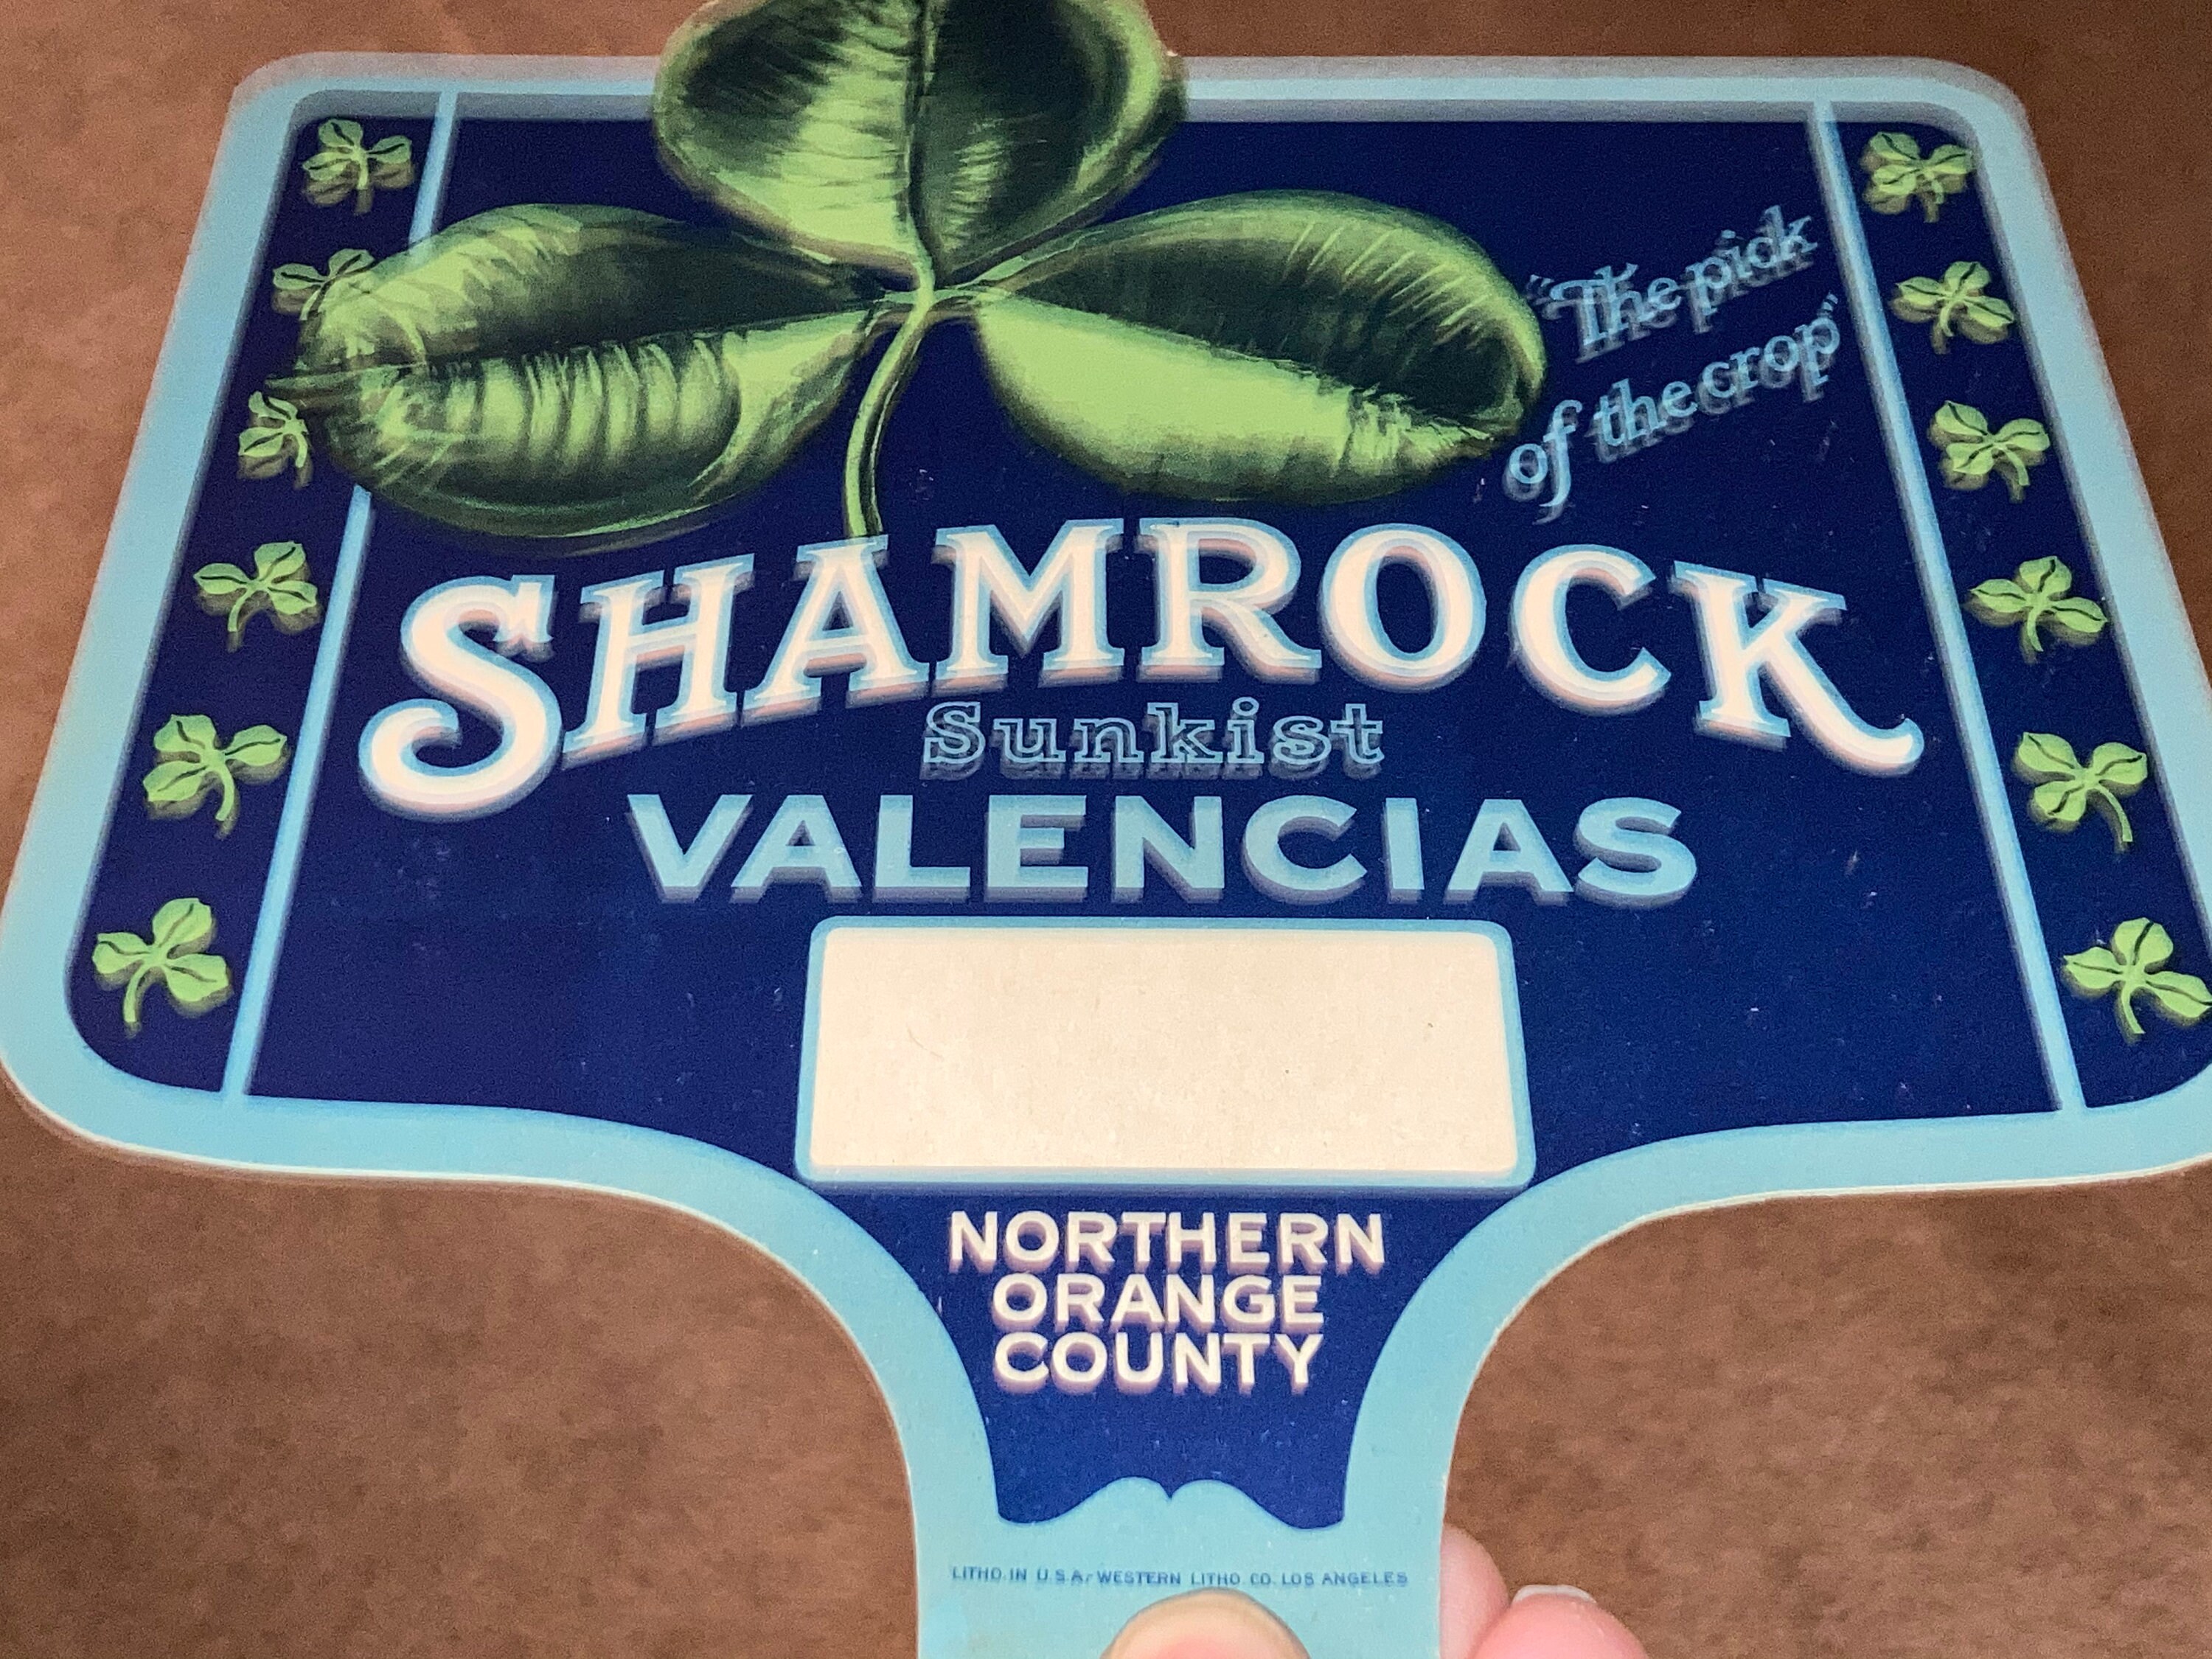 "The pick
of the crop"
SHAMROCK
Sunkist
VALENCIAS
NORTHERN
ORANGE
COUNTY
LITHO. IN U.S.A. - WESTERN LITHO. CO. LOS ANGELES